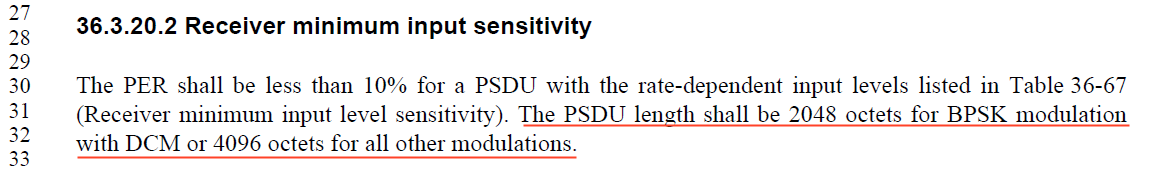 27
28
29
30
31
32
33
36.3.20.2 Receiver minimum input sensitivity
The PER shall be less than 10% for a PSDU with the rate-dependent input levels listed in Table 36-67
(Receiver minimum input level sensitivity). The PSDU length shall be 2048 octets for BPSK modulation
with DCM or 4096 octets for all other modulations.